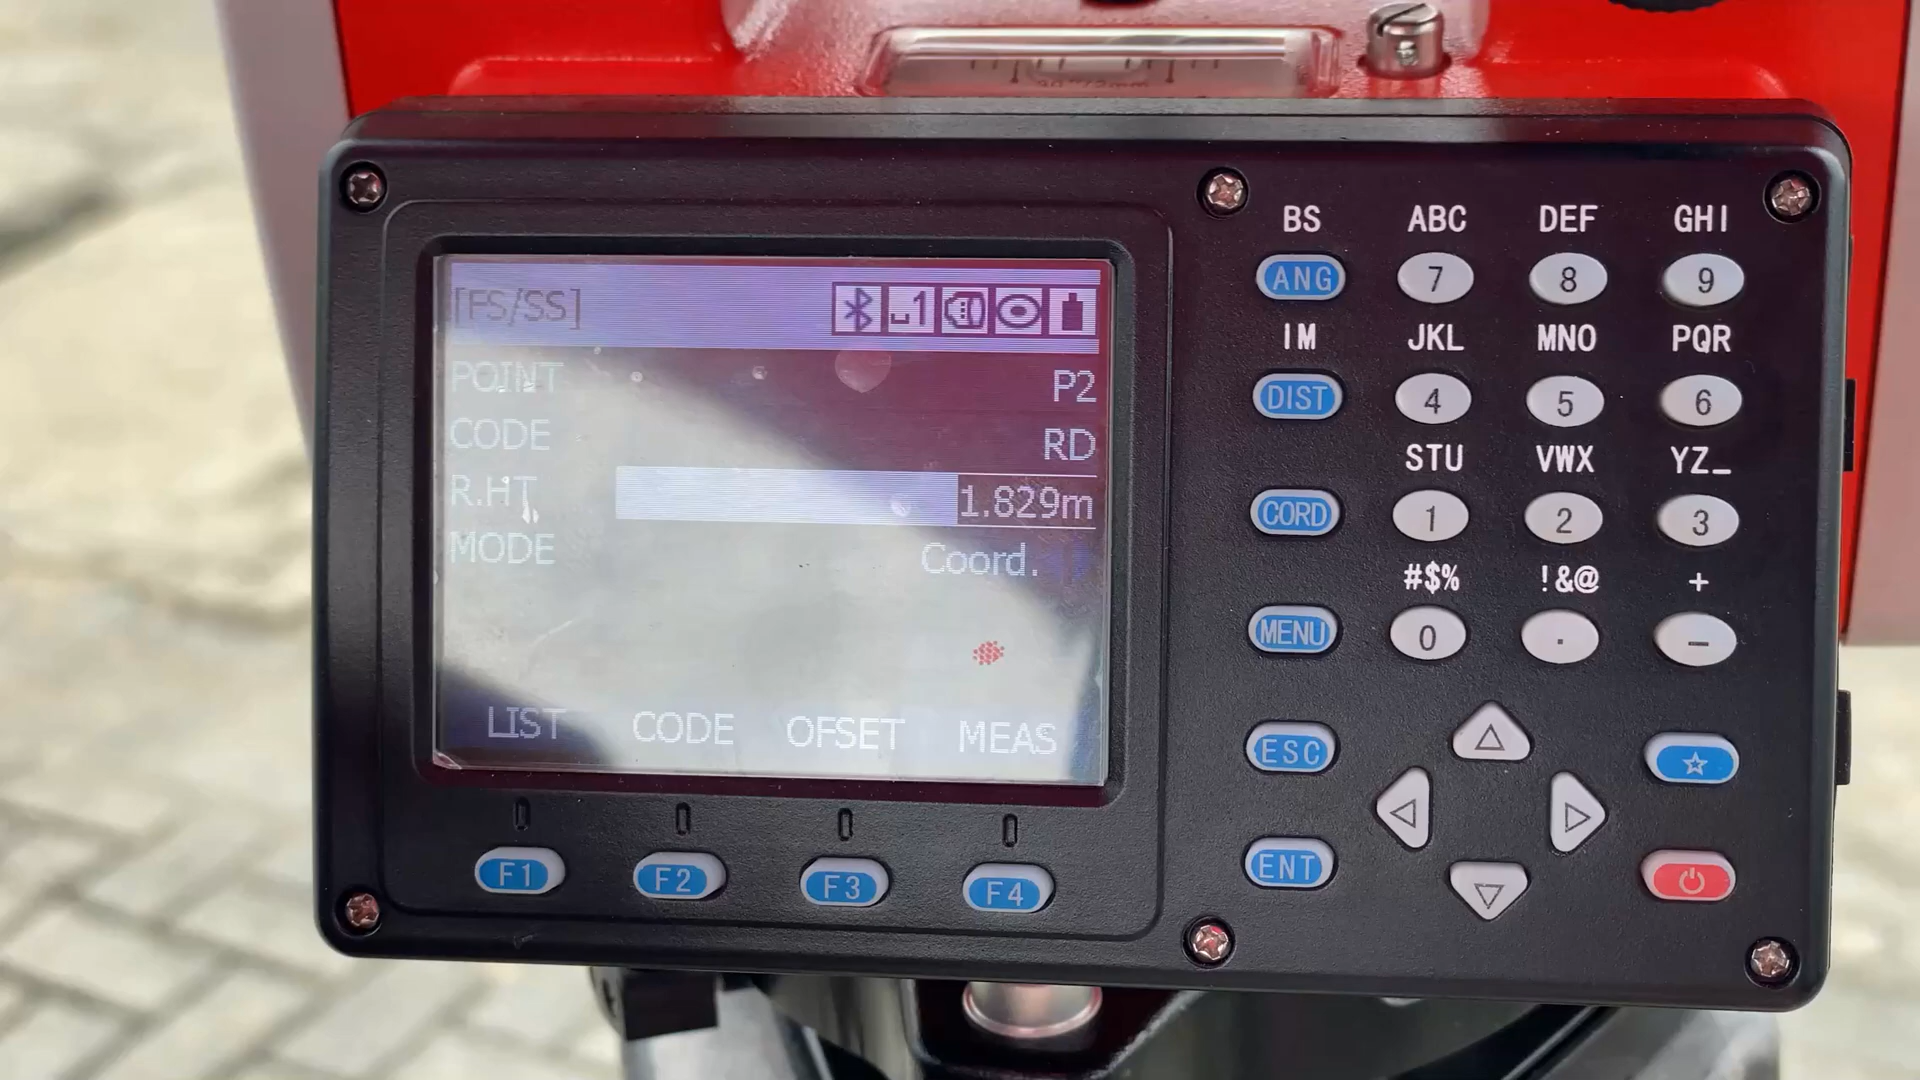 [FS/SS] 1
POINT P2
CODE RD
R.HT 1.829m
MODE Coord.
LIST CODE OFSET MEAS
F1 F2 F3 F4
BS ABC DEF GHI
ANG 7 8 9
IM JKL MNO PQR
DIST 4 5 6
STU VWX YZ_
CORD 1 2 3
#$% !&@ +
MENU 0 . -
ESC
ENT